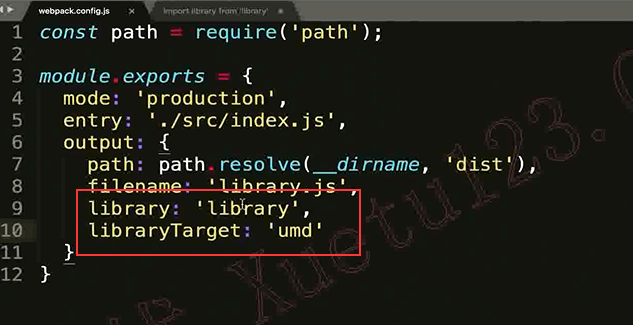 webpack.config.js
import library from 'library'
1 const path = require('path');
2
3 module.exports = {
4 mode: 'production',
5 entry: './src/index.js',
6 output: {
7 path: path.resolve(__dirname, 'dist'),
8 filename: 'library.js',
9 library: 'library',
10 libraryTarget: 'umd'
11 }
12 }